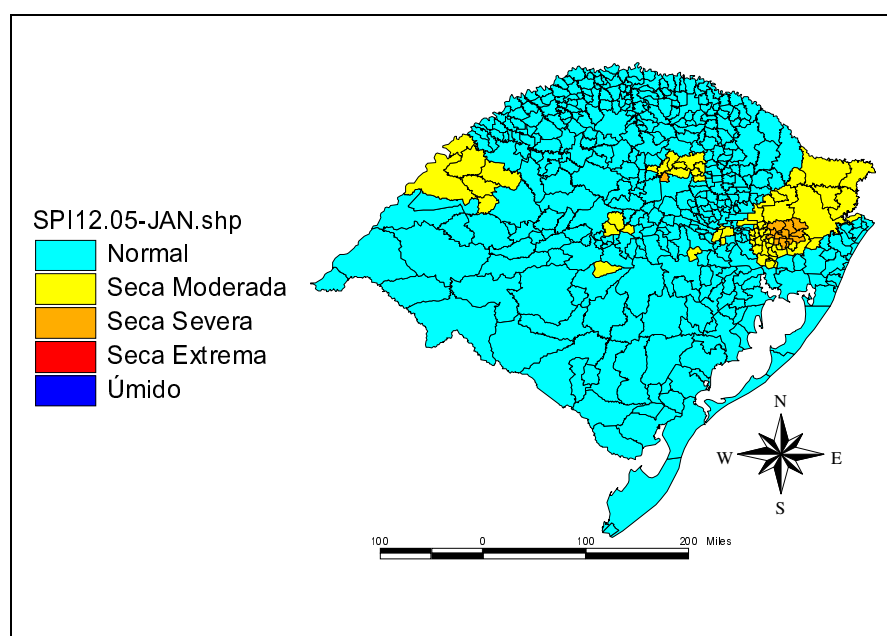 SPI12.05-JAN.shp
Normal
Seca Moderada
Seca Severa
Seca Extrema
Úmido
N
W E
S
100 0 100 200 Miles